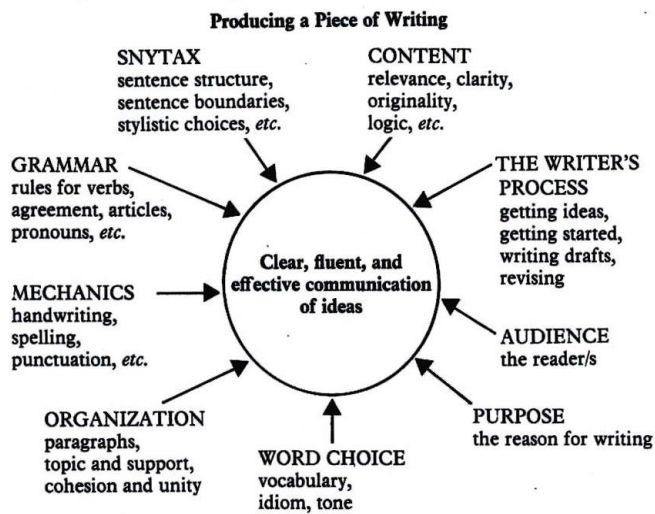 Producing a Piece of Writing
SNYTAX
sentence structure,
sentence boundaries,
stylistic choices, etc.
CONTENT
relevance, clarity,
originality,
logic, etc.
THE WRITER'S
PROCESS
getting ideas,
getting started,
writing drafts,
revising
AUDIENCE
the reader/s
PURPOSE
the reason for writing
WORD CHOICE
vocabulary,
idiom, tone
ORGANIZATION
paragraphs,
topic and support,
cohesion and unity
MECHANICS
handwriting,
spelling,
punctuation, etc.
GRAMMAR
rules for verbs,
agreement, articles,
pronouns, etc.
Clear, fluent, and
effective communication
of ideas